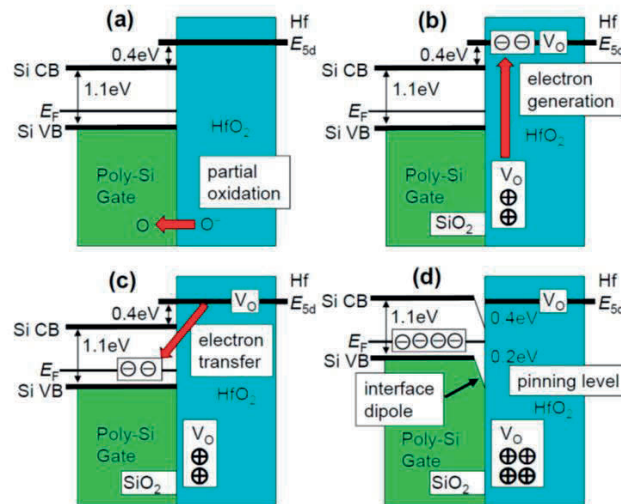 (a)
Hf
E5d
0.4eV
Si CB
1.1eV
EF
Si VB
HfO2
Poly-Si
Gate
partial
oxidation
O
O-
(b)
Hf
E5d
⊖⊖
VO
0.4eV
Si CB
1.1eV
electron
generation
EF
Si VB
HfO2
Poly-Si
Gate
VO
⊕
⊕
SiO2
(c)
Hf
E5d
VO
0.4eV
Si CB
1.1eV
electron
transfer
EF
⊖⊖
Si VB
HfO2
Poly-Si
Gate
VO
⊕
⊕
SiO2
(d)
Hf
Si CB
VO
E5d
0.4eV
1.1eV
EF
⊖⊖⊖⊖
0.2eV
Si VB
interface
dipole
pinning level
HfO2
Poly-Si
Gate
VO
⊕⊕
⊕⊕
SiO2